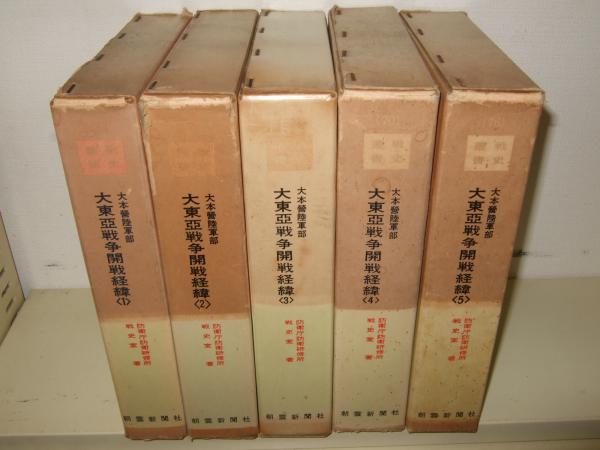 戦史
叢書
大本營陸軍部
大東亞戦争開戦経緯
〈1〉
防衛庁防衛研修所
戦史室 著
朝雲新聞社
戦史
叢書
大本營陸軍部
大東亞戦争開戦経緯
〈2〉
防衛庁防衛研修所
戦史室 著
朝雲新聞社
大本營陸軍部
大東亞戦争開戦経緯
〈3〉
防衛庁防衛研修所
戦史室 著
朝雲新聞社
戦史
叢書
大本營陸軍部
大東亞戦争開戦経緯
〈4〉
防衛庁防衛研修所
戦史室 著
朝雲新聞社
戦史
叢書
大本營陸軍部
大東亞戦争開戦経緯
〈5〉
防衛庁防衛研修所
戦史室 著
朝雲新聞社